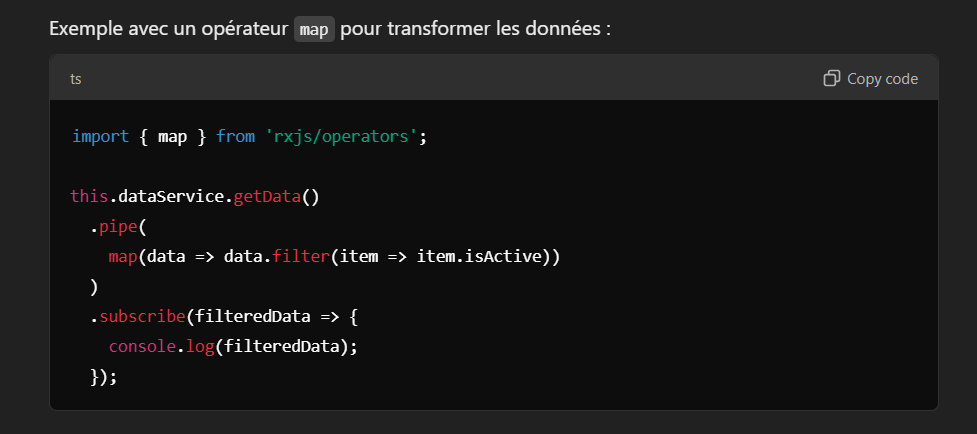 Exemple avec un opérateur map pour transformer les données :
ts
Copy code
import { map } from 'rxjs/operators';
this.dataService.getData()
  .pipe(
    map(data => data.filter(item => item.isActive))
  )
  .subscribe(filteredData => {
    console.log(filteredData);
  });